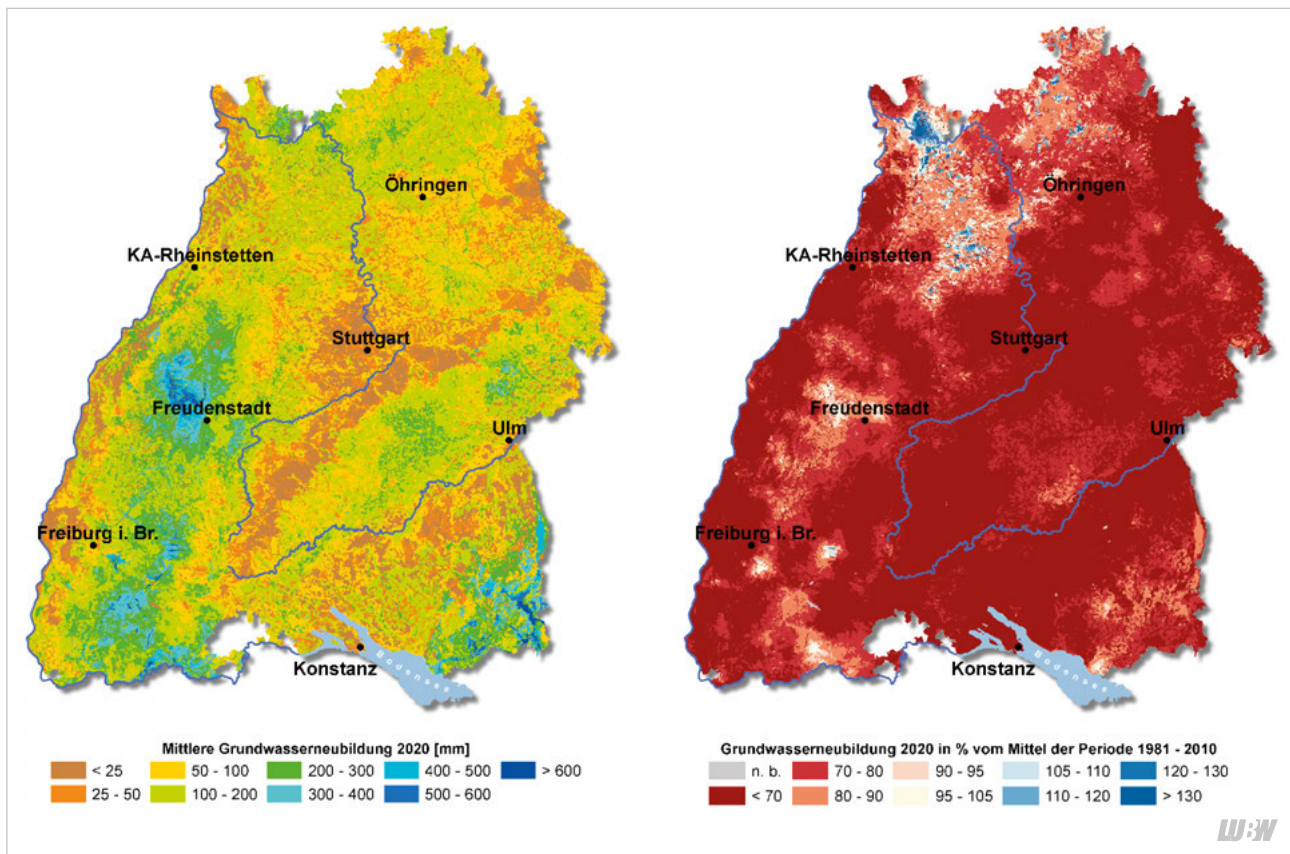 Öhringen
KA-Rheinstetten
Stuttgart
Freudenstadt
Ulm
Freiburg i. Br.
Konstanz
Bodensee
Mittlere Grundwasserneubildung 2020 [mm]
< 25 50 - 100 200 - 300 400 - 500 > 600
25 - 50 100 - 200 300 - 400 500 - 600
Öhringen
KA-Rheinstetten
Stuttgart
Freudenstadt
Ulm
Freiburg i. Br.
Konstanz
Bodensee
Grundwasserneubildung 2020 in % vom Mittel der Periode 1981 - 2010
n. b. 70 - 80 90 - 95 105 - 110 120 - 130
< 70 80 - 90 95 - 105 110 - 120 > 130
LUBW